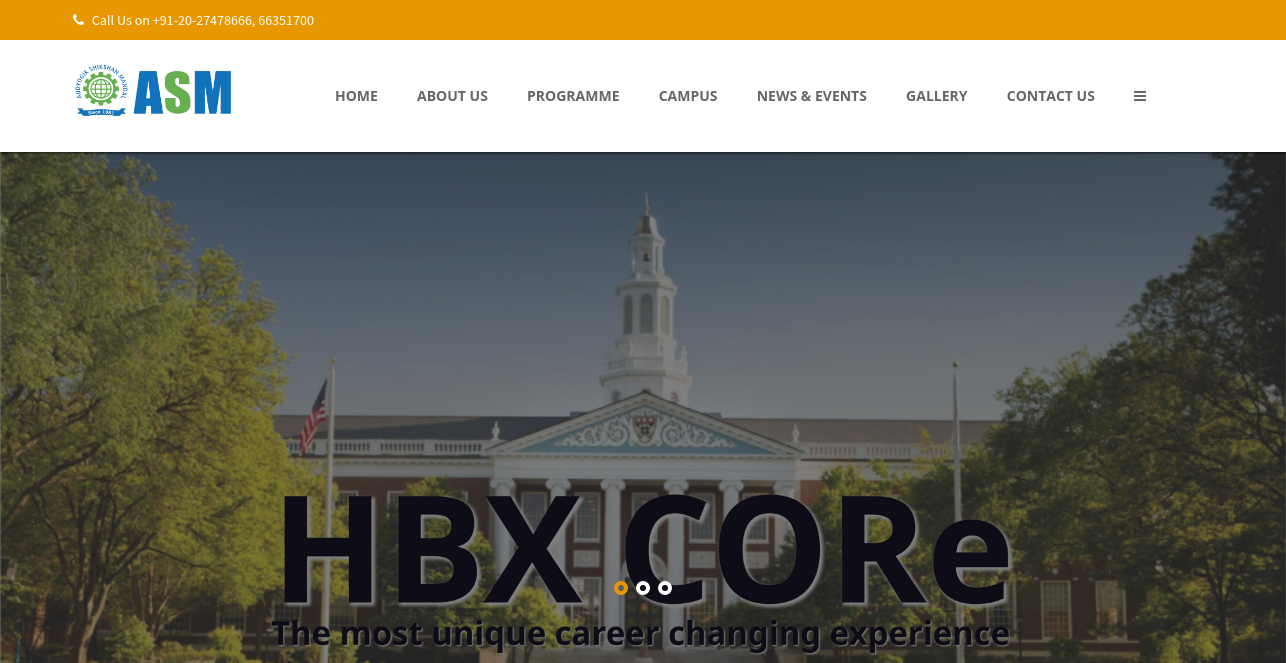 Call Us on +91-20-27478666, 66351700
AUDYOGIK SHIKSHAN MANDAL
Since 1983
ASM
HOME ABOUT US PROGRAMME CAMPUS NEWS & EVENTS GALLERY CONTACT US
HBX CORe
The most unique career changing experience